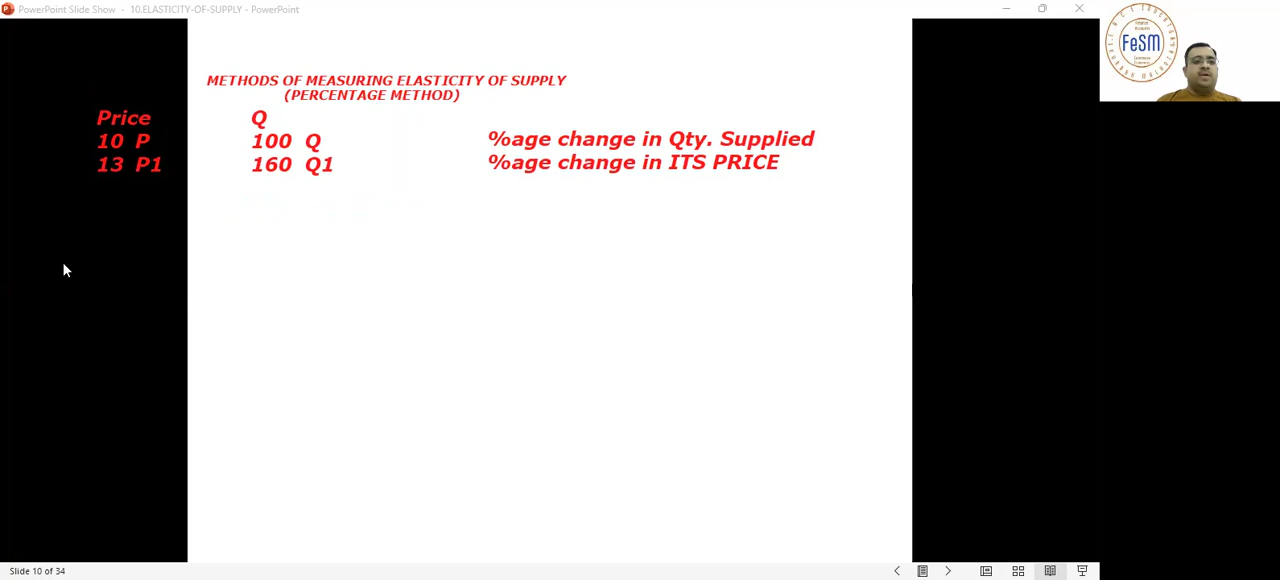 PowerPoint Slide Show - 10.ELASTICITY-OF-SUPPLY - PowerPoint
FeSM
METHODS OF MEASURING ELASTICITY OF SUPPLY
(PERCENTAGE METHOD)
Price Q
10 P 100 Q %age change in Qty. Supplied
13 P1 160 Q1 %age change in ITS PRICE
Slide 10 of 34